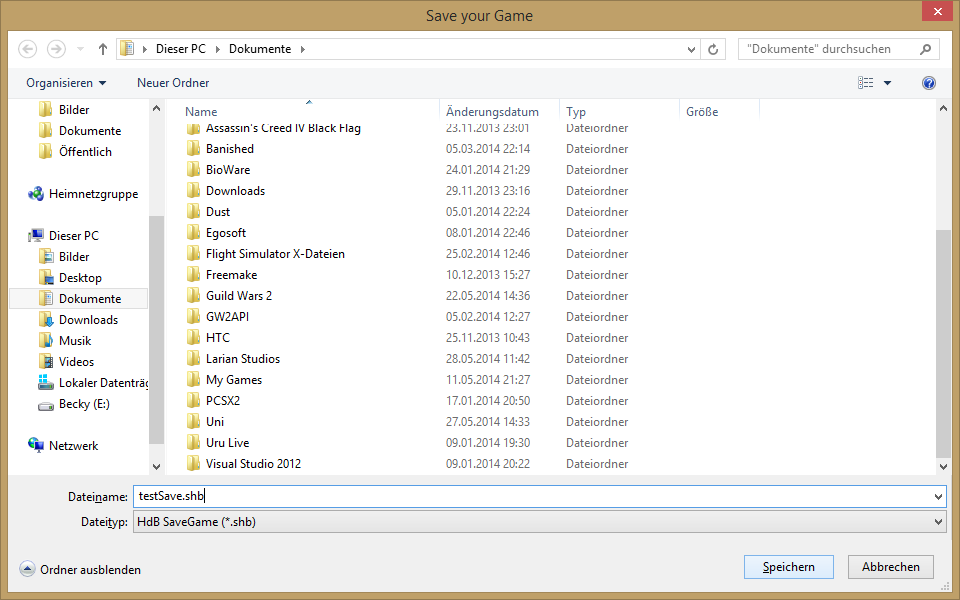 Save your Game
Dieser PC Dokumente
"Dokumente" durchsuchen
Organisieren Neuer Ordner
Bilder
Dokumente
Öffentlich
Heimnetzgruppe
Dieser PC
Bilder
Desktop
Dokumente
Downloads
Musik
Videos
Lokaler Datenträg
Becky (E:)
Netzwerk
Name Änderungsdatum Typ Größe
Assassin's Creed IV Black Flag 23.11.2013 23:01 Dateiordner
Banished 05.03.2014 22:14 Dateiordner
BioWare 24.01.2014 21:29 Dateiordner
Downloads 29.11.2013 23:16 Dateiordner
Dust 05.01.2014 22:24 Dateiordner
Egosoft 08.01.2014 22:46 Dateiordner
Flight Simulator X-Dateien 25.02.2014 12:46 Dateiordner
Freemake 10.12.2013 15:27 Dateiordner
Guild Wars 2 22.05.2014 14:36 Dateiordner
GW2API 05.02.2014 12:27 Dateiordner
HTC 25.11.2013 10:43 Dateiordner
Larian Studios 28.05.2014 11:42 Dateiordner
My Games 11.05.2014 21:27 Dateiordner
PCSX2 17.01.2014 20:50 Dateiordner
Uni 27.05.2014 14:33 Dateiordner
Uru Live 09.01.2014 19:30 Dateiordner
Visual Studio 2012 09.01.2014 20:22 Dateiordner
Dateiname: testSave.shb
Dateityp: HdB SaveGame (*.shb)
Ordner ausblenden
Speichern Abbrechen